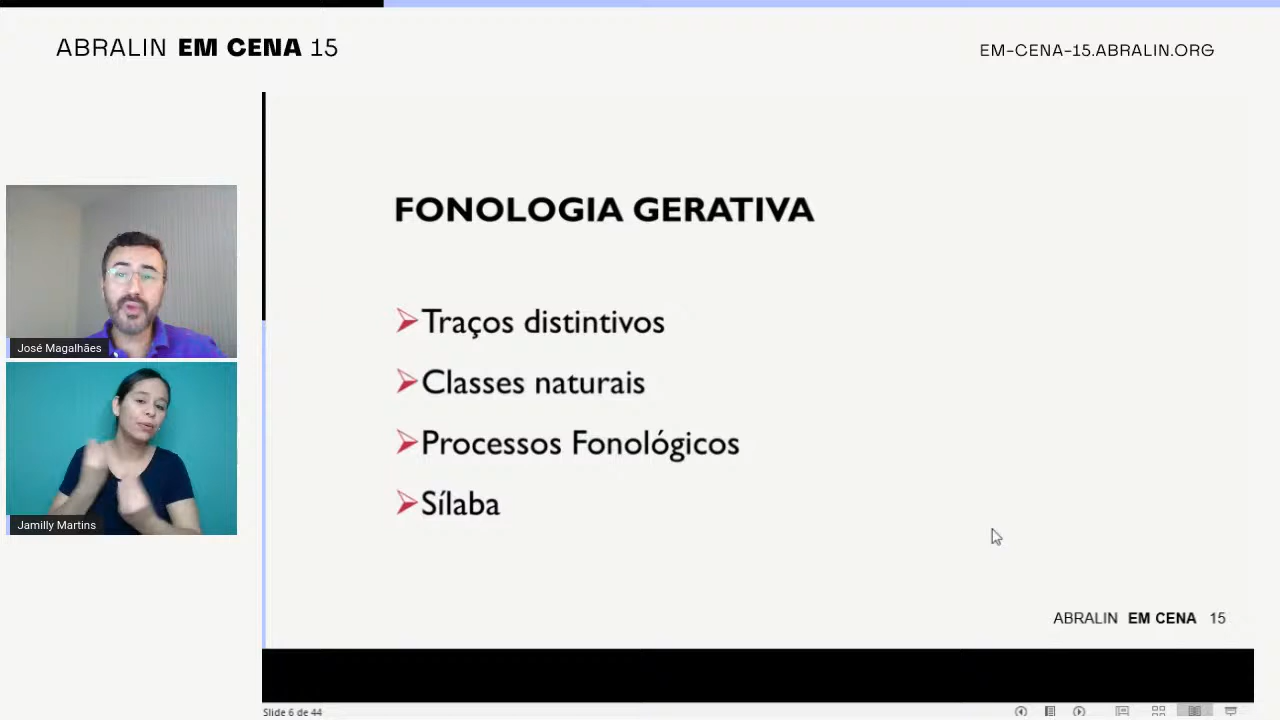 ABRALIN EM CENA 15
EM-CENA-15.ABRALIN.ORG
FONOLOGIA GERATIVA
Traços distintivos
Classes naturais
Processos Fonológicos
Sílaba
José Magalhães
Jamilly Martins
ABRALIN EM CENA 15
Slide 6 de 44